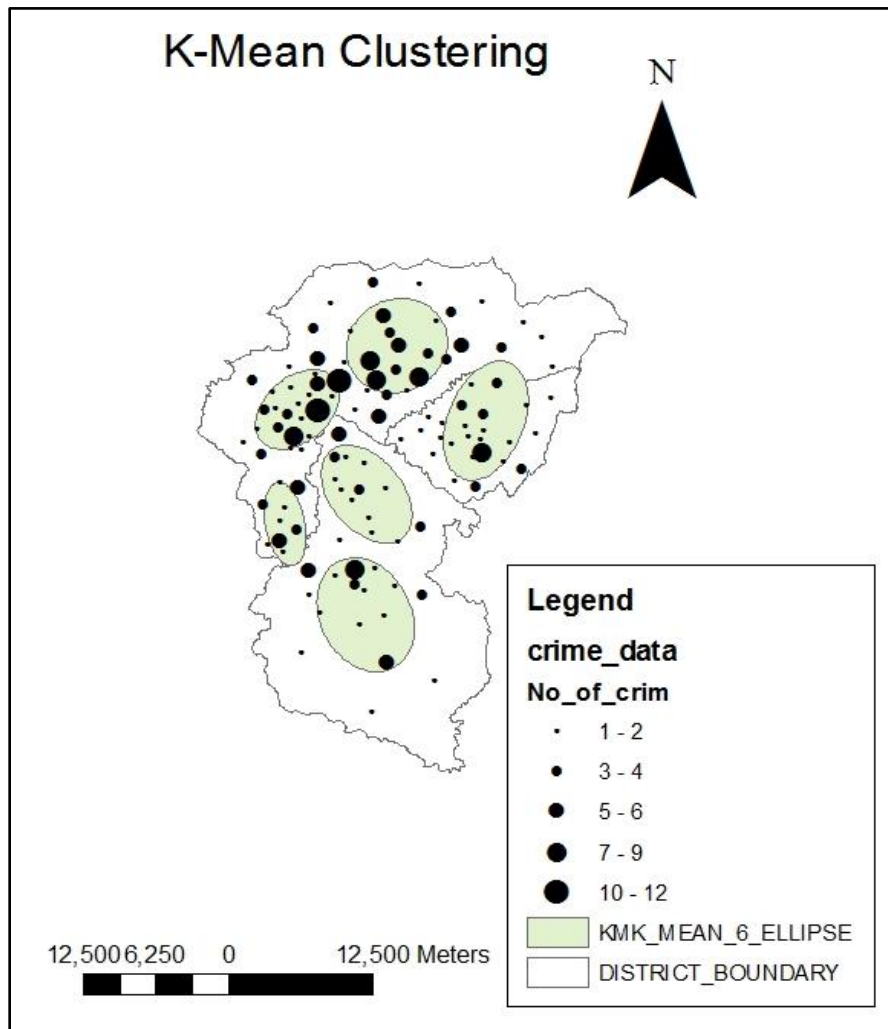 K-Mean Clustering
N
Legend
crime_data
No_of_crim
1 - 2
3 - 4
5 - 6
7 - 9
10 - 12
KMK_MEAN_6_ELLIPSE
DISTRICT_BOUNDARY
12,500 6,250 0 12,500 Meters